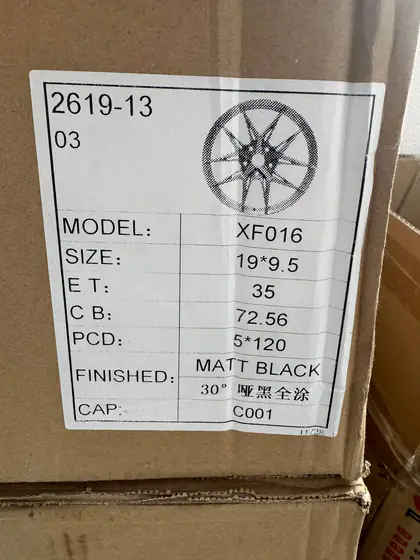 2619-13
03
MODEL: XF016
SIZE: 19*9.5
E T: 35
C B: 72.56
PCD: 5*120
FINISHED: MATT BLACK
30° 哑黑全涂
CAP: C001